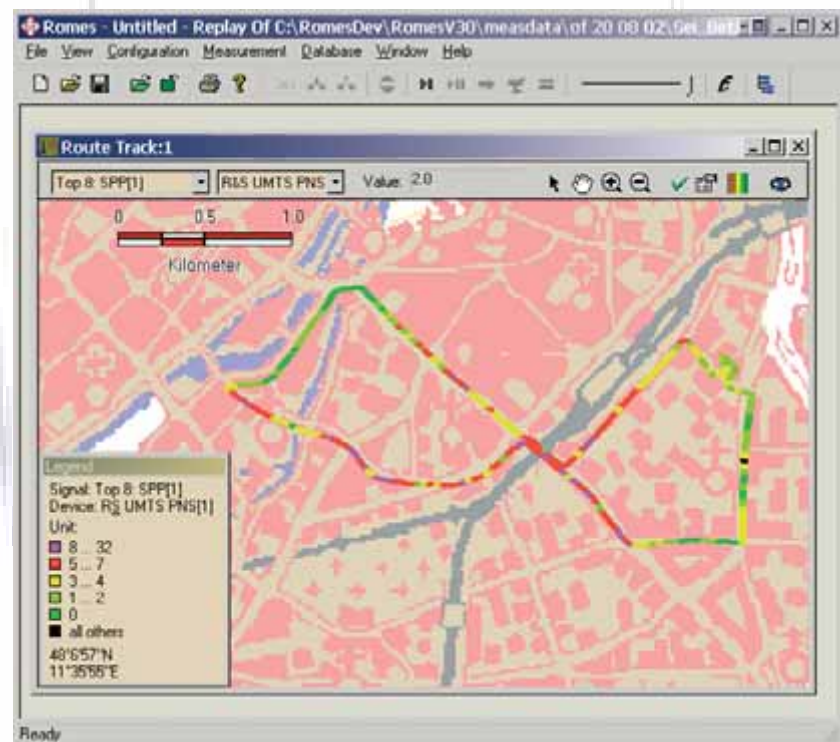 Romes - Untitled - Replay Of C:\RomesDev\RomesV30\measdata\of 20 08 02\
File View Configuration Measurement Database Window Help
Route Track:1
Top 8: SPP[1] R&S UMTS PNS Value: 2.0
0 0.5 1.0
Kilometer
Legend
Signal: Top 8: SPP[1]
Device: RS UMTS PNS[1]
Unit:
8 ... 32
5 ... 7
3 ... 4
1 ... 2
0
all others
48°6'57"N
11°35'55"E
Ready